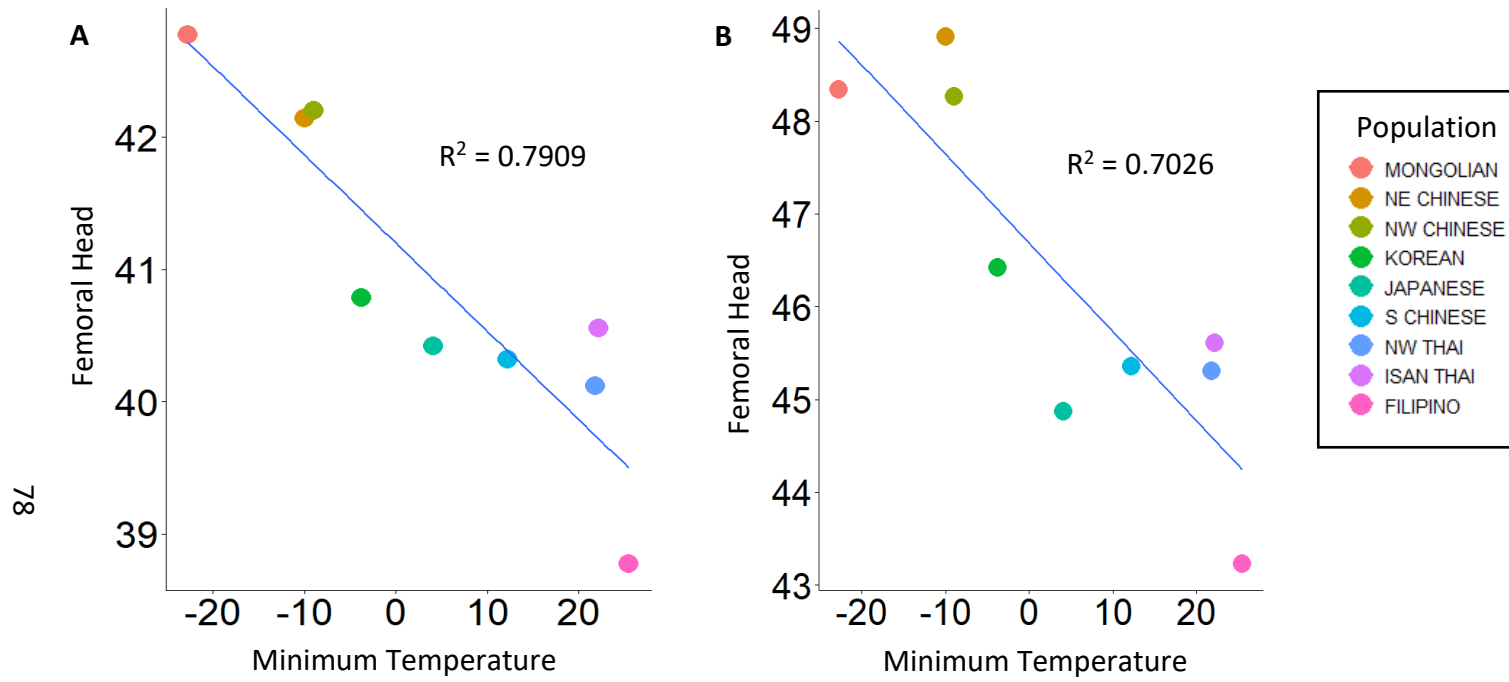 A
42
41
40
39
Femoral Head
R² = 0.7909
-20 -10 0 10 20
Minimum Temperature
B
49
48
47
46
45
44
43
Femoral Head
R² = 0.7026
-20 -10 0 10 20
Minimum Temperature
Population
MONGOLIAN
NE CHINESE
NW CHINESE
KOREAN
JAPANESE
S CHINESE
NW THAI
ISAN THAI
FILIPINO
78